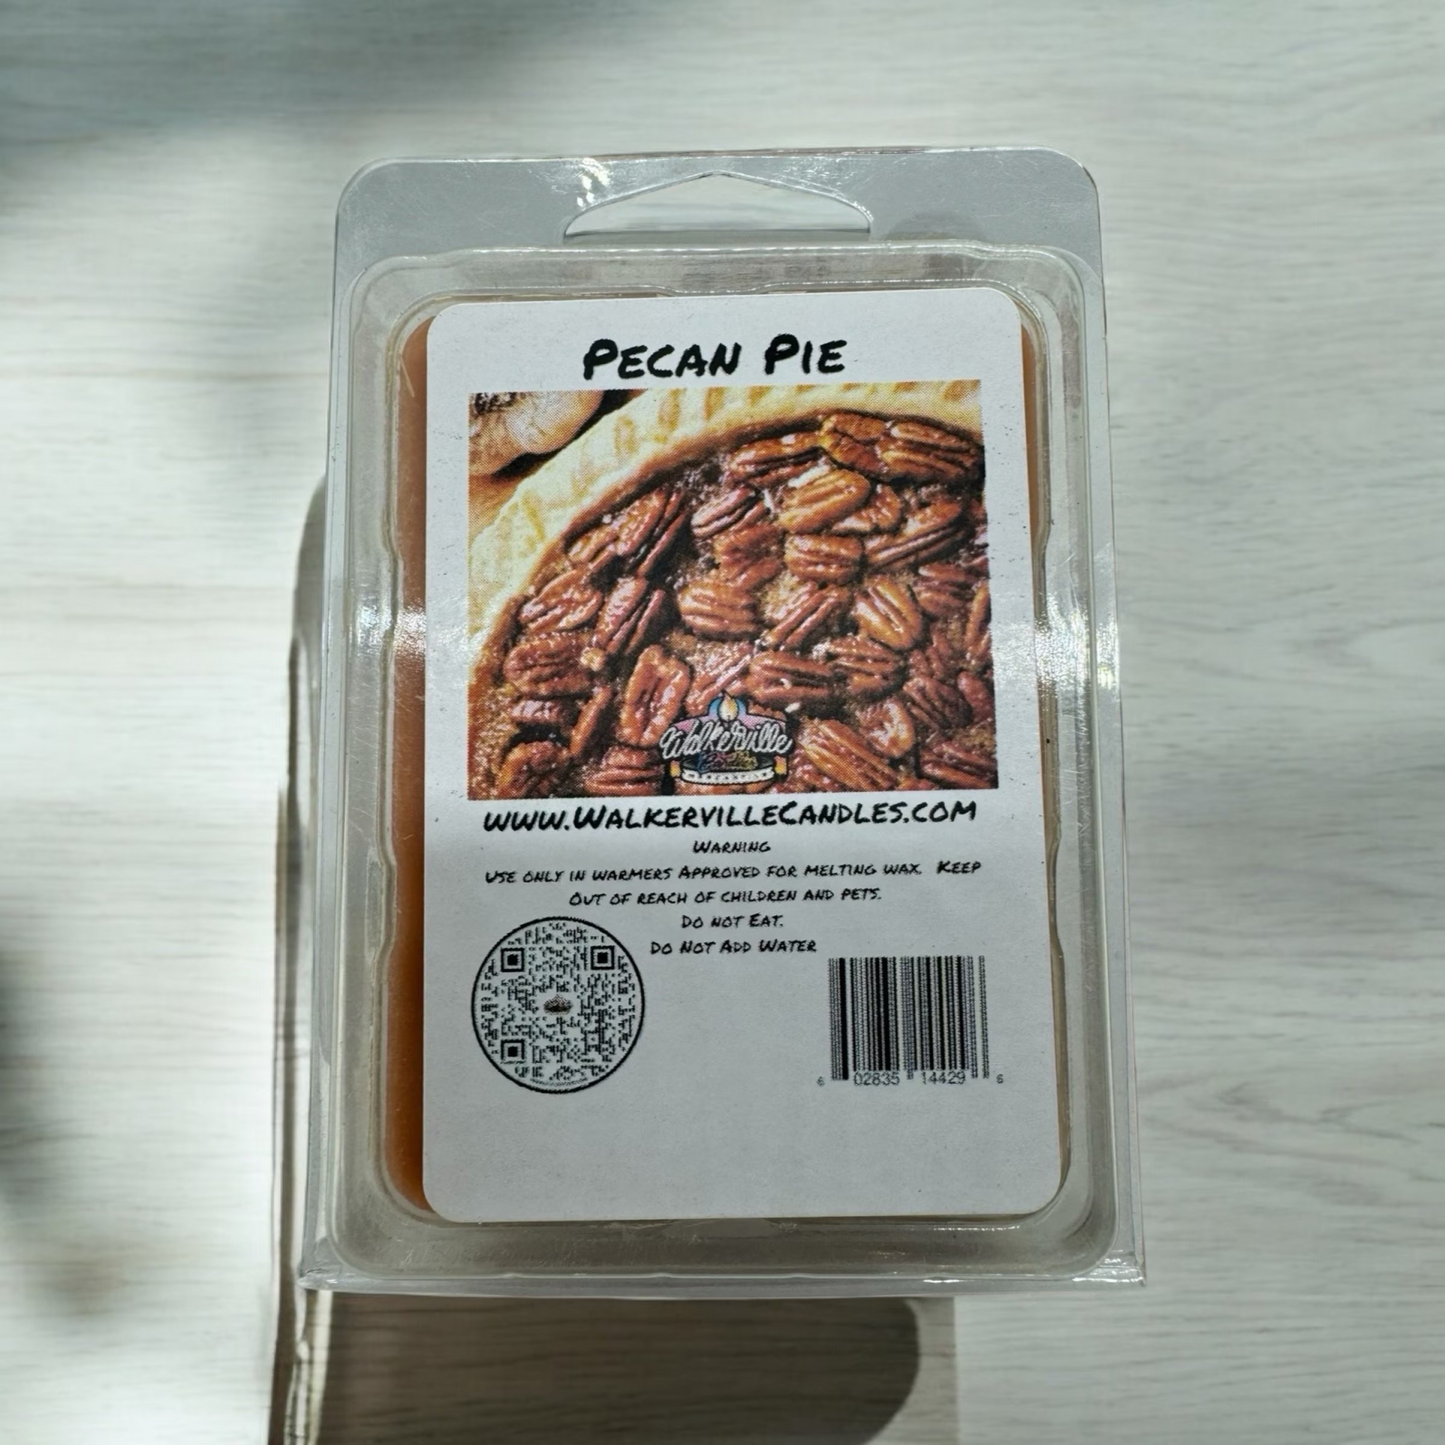 PECAN PIE
Walkerville
Candles
WWW.WALKERVILLECANDLES.COM
WARNING
USE ONLY IN WARMERS APPROVED FOR MELTING WAX. KEEP
OUT OF REACH OF CHILDREN AND PETS.
DO NOT EAT.
DO NOT ADD WATER
6 02835 14429 6